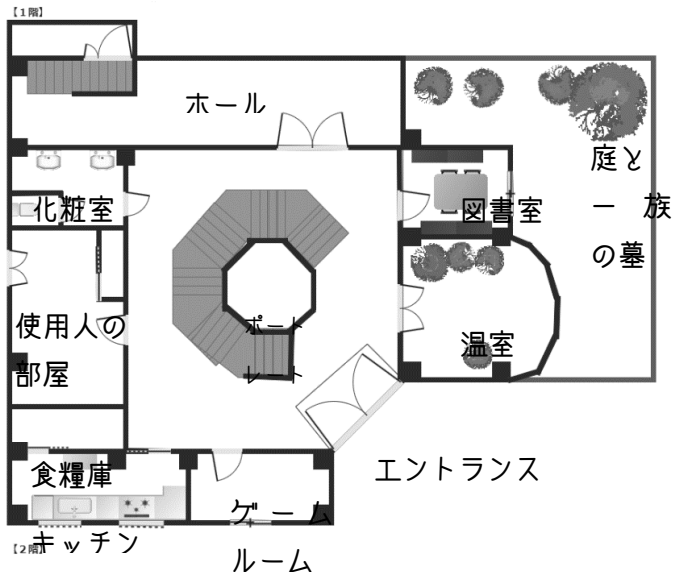 【1階】
ホール
庭と
一族
の墓
化粧室
図書室
使用人の
部屋
ポート
レート
温室
食糧庫
エントランス
ゲーム
ルーム
キッチン
【2階】